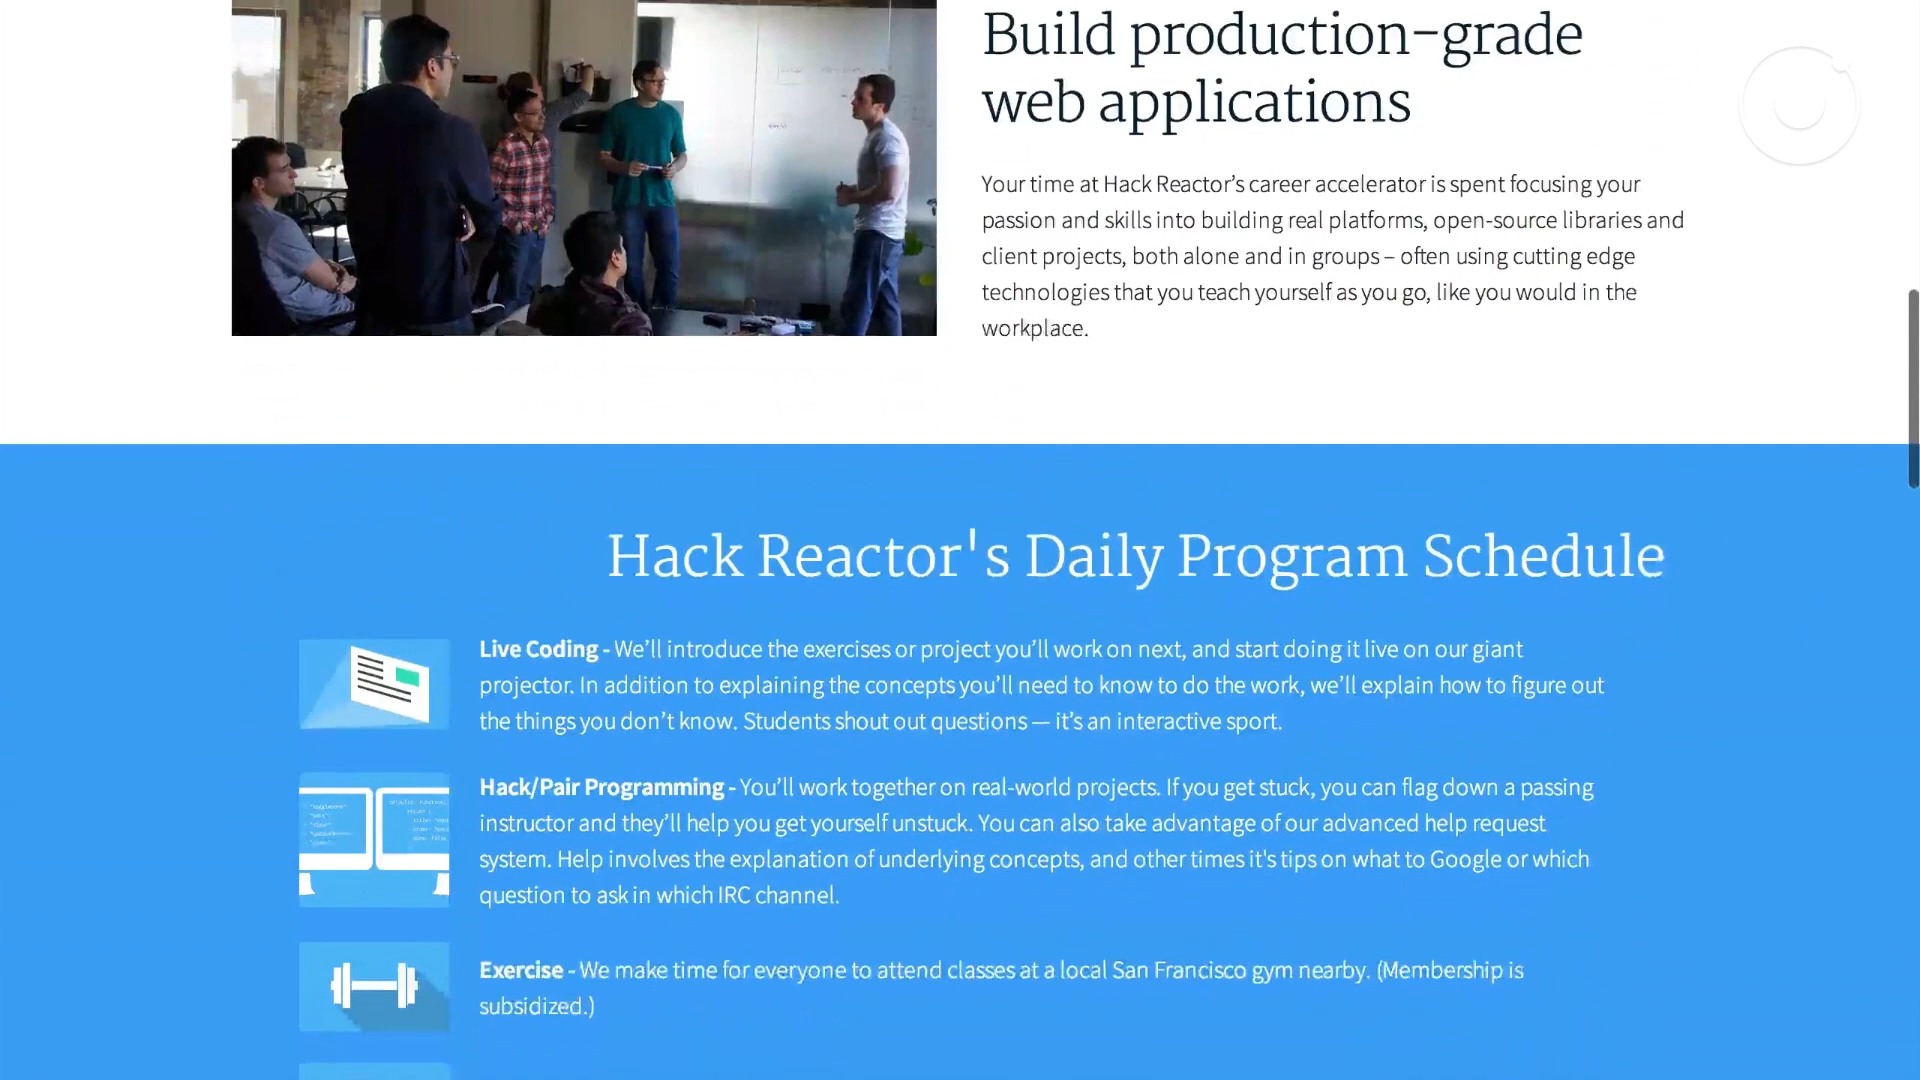 Build production-grade
web applications
Your time at Hack Reactor’s career accelerator is spent focusing your
passion and skills into building real platforms, open-source libraries and
client projects, both alone and in groups – often using cutting edge
technologies that you teach yourself as you go, like you would in the
workplace.
Hack Reactor's Daily Program Schedule
Live Coding - We’ll introduce the exercises or project you’ll work on next, and start doing it live on our giant
projector. In addition to explaining the concepts you’ll need to know to do the work, we’ll explain how to figure out
the things you don’t know. Students shout out questions — it’s an interactive sport.
Hack/Pair Programming - You’ll work together on real-world projects. If you get stuck, you can flag down a passing
instructor and they’ll help you get yourself unstuck. You can also take advantage of our advanced help request
system. Help involves the explanation of underlying concepts, and other times it's tips on what to Google or which
question to ask in which IRC channel.
Exercise - We make time for everyone to attend classes at a local San Francisco gym nearby. (Membership is
subsidized.)